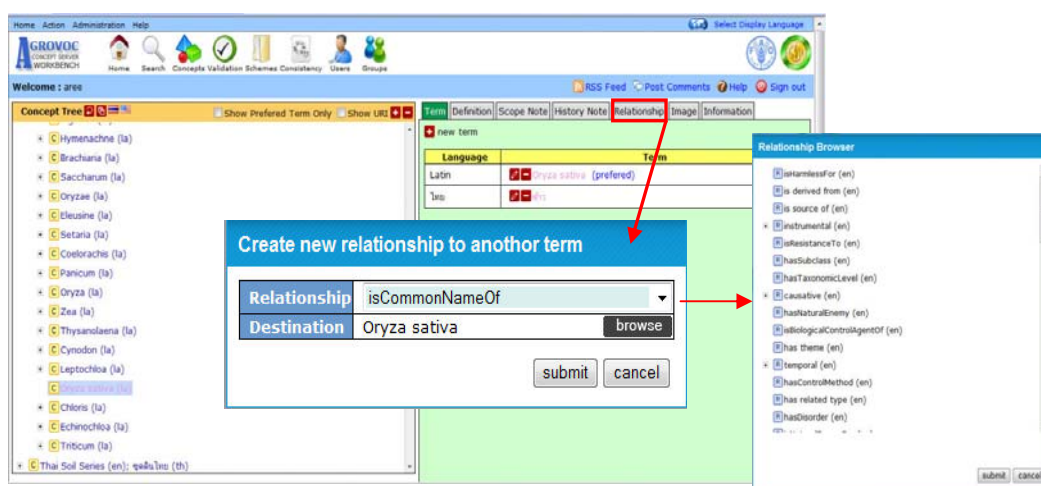 Home Action Administration Help
Select Display Language
AGROVOC
CONCEPT SERVER
WORKBENCH
Home Search Concepts Validation Schemes Consistency Users Groups
Welcome : aree
RSS Feed Post Comments Help Sign out
Concept Tree
Show Prefered Term Only Show URI
C Hymenachne (la)
C Brachiaria (la)
C Saccharum (la)
C Oryzae (la)
C Eleusine (la)
C Setaria (la)
C Coelorachis (la)
C Panicum (la)
C Oryza (la)
C Zea (la)
C Thysanolaena (la)
C Cynodon (la)
C Leptochloa (la)
C Oryza sativa (la)
C Chloris (la)
C Echinochloa (la)
C Triticum (la)
C Thai Soil Series (en); ชุดดินไทย (th)
Term Definition Scope Note History Note Relationship Image Information
new term
Language Term
Latin Oryza sativa (prefered)
ไทย ข้าว
Create new relationship to anothor term
Relationship isCommonNameOf
Destination Oryza sativa browse
submit cancel
Relationship Browser
R isHarmlessFor (en)
R is derived from (en)
R is source of (en)
R instrumental (en)
R isResistanceTo (en)
R hasSubclass (en)
R hasTaxonomicLevel (en)
R causative (en)
R hasNaturalEnemy (en)
R isBiologicalControlAgentOf (en)
R has theme (en)
R temporal (en)
R hasControlMethod (en)
R has related type (en)
R hasDisorder (en)
submit cancel